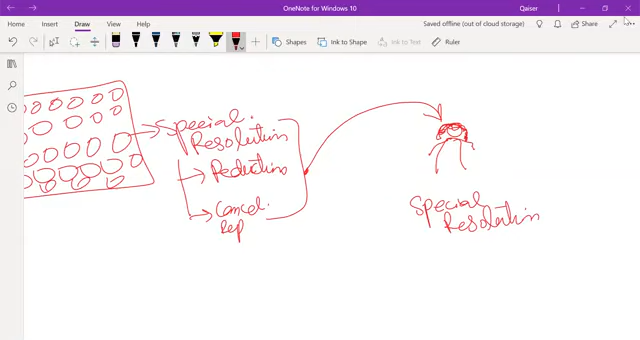 OneNote for Windows 10
Qaiser
Home Insert Draw View Help
Saved offline (out of cloud storage)
Share
Shapes Ink to Shape Ink to Text Ruler
Special
Resolution
Cancel.
Rep
Special
Resolution